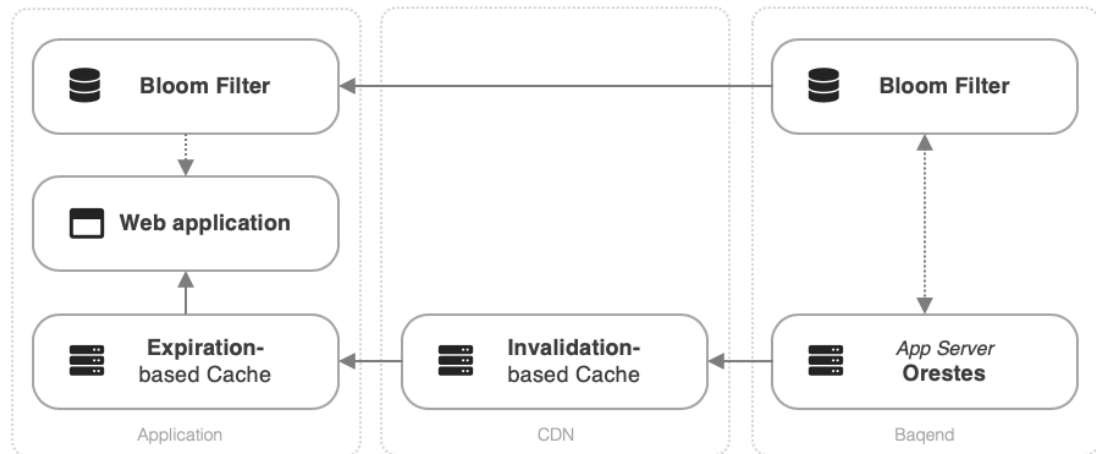 Bloom Filter
Bloom Filter
Web application
Expiration-
based Cache
Invalidation-
based Cache
App Server
Orestes
Application
CDN
Baqend